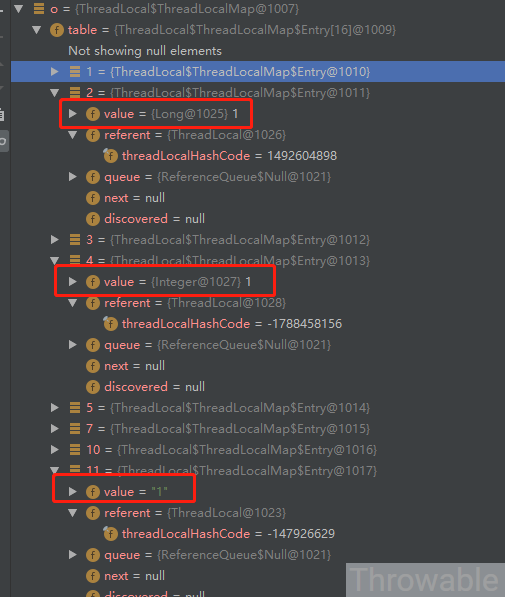 o = {ThreadLocal$ThreadLocalMap@1007}
table = {ThreadLocal$ThreadLocalMap$Entry[16]@1009}
Not showing null elements
1 = {ThreadLocal$ThreadLocalMap$Entry@1010}
2 = {ThreadLocal$ThreadLocalMap$Entry@1011}
value = {Long@1025} 1
referent = {ThreadLocal@1026}
threadLocalHashCode = 1492604898
queue = {ReferenceQueue$Null@1021}
next = null
discovered = null
3 = {ThreadLocal$ThreadLocalMap$Entry@1012}
4 = {ThreadLocal$ThreadLocalMap$Entry@1013}
value = {Integer@1027} 1
referent = {ThreadLocal@1028}
threadLocalHashCode = -1788458156
queue = {ReferenceQueue$Null@1021}
next = null
discovered = null
5 = {ThreadLocal$ThreadLocalMap$Entry@1014}
7 = {ThreadLocal$ThreadLocalMap$Entry@1015}
10 = {ThreadLocal$ThreadLocalMap$Entry@1016}
11 = {ThreadLocal$ThreadLocalMap$Entry@1017}
value = "1"
referent = {ThreadLocal@1023}
threadLocalHashCode = -147926629
queue = {ReferenceQueue$Null@1021}
next = null
discovered = null
Throwable